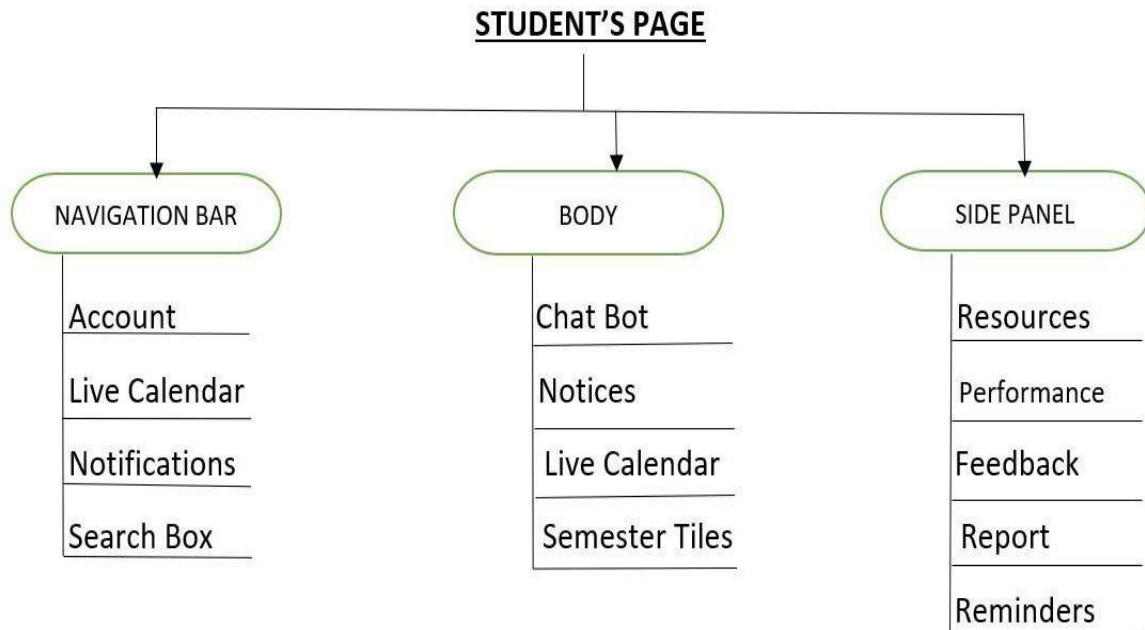 STUDENT’S PAGE
NAVIGATION BAR
Account
Live Calendar
Notifications
Search Box
BODY
Chat Bot
Notices
Live Calendar
Semester Tiles
SIDE PANEL
Resources
Performance
Feedback
Report
Reminders